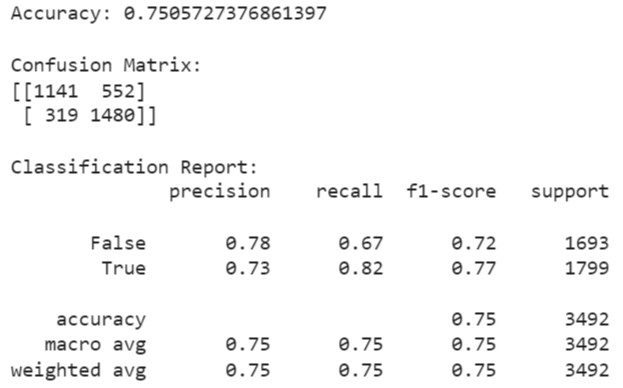 Accuracy: 0.7505727376861397
Confusion Matrix:
[[1141  552]
 [ 319 1480]]
Classification Report:
              precision    recall  f1-score   support
       False       0.78      0.67      0.72      1693
        True       0.73      0.82      0.77      1799
    accuracy                           0.75      3492
   macro avg       0.75      0.75      0.75      3492
weighted avg       0.75      0.75      0.75      3492